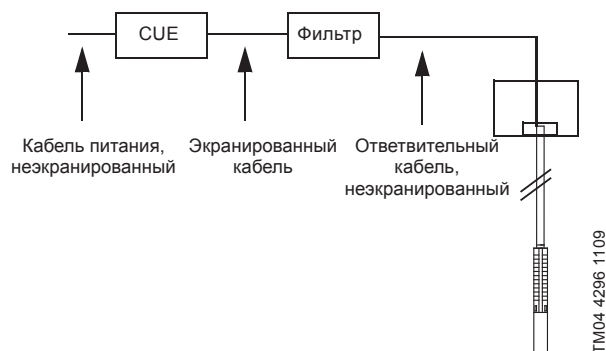 CUE
Фильтр
Кабель питания,
неэкранированный
Экранированный
кабель
Ответвительный
кабель,
неэкранированный
TM04 4296 1109